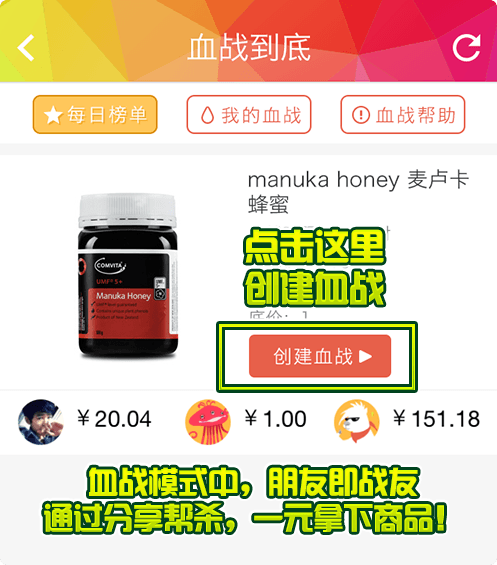 血战到底
每日榜单
我的血战
血战帮助
manuka honey 麦卢卡
蜂蜜
点击这里
创建血战
底价: 1
创建血战
COMVITA
UMF® 5+
Manuka Honey
¥20.04
¥1.00
¥151.18
血战模式中，朋友即战友
通过分享帮杀，一元拿下商品！